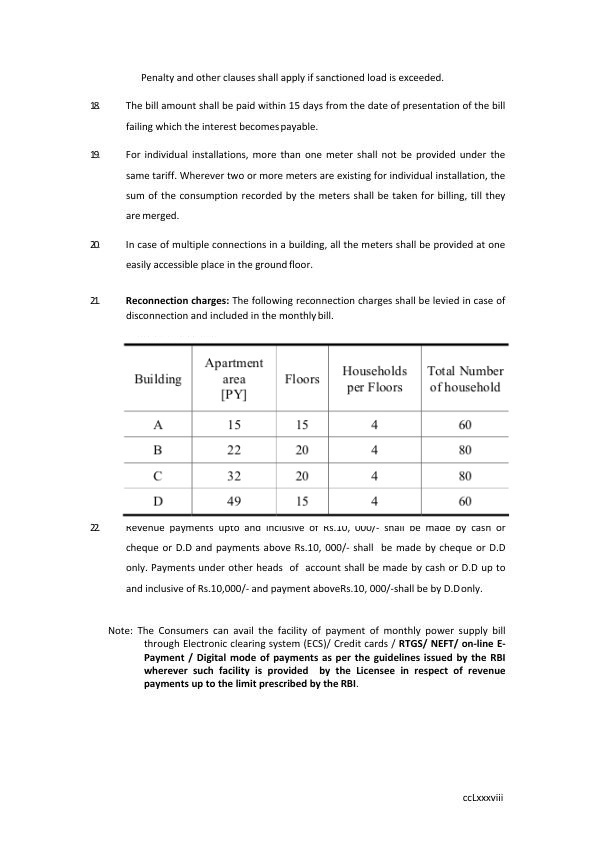 Penalty and other clauses shall apply if sanctioned load is exceeded.
18. The bill amount shall be paid within 15 days from the date of presentation of the bill
failing which the interest becomes payable.
19. For individual installations, more than one meter shall not be provided under the
same tariff. Wherever two or more meters are existing for individual installation, the
sum of the consumption recorded by the meters shall be taken for billing, till they
are merged.
20. In case of multiple connections in a building, all the meters shall be provided at one
easily accessible place in the ground floor.
21. Reconnection charges: The following reconnection charges shall be levied in case of
disconnection and included in the monthly bill.
Building Apartment area [PY] Floors Households per Floors Total Number of household
A 15 15 4 60
B 22 20 4 80
C 32 20 4 80
D 49 15 4 60
22. Revenue payments upto and inclusive of Rs.10, 000/- shall be made by cash or
cheque or D.D and payments above Rs.10, 000/- shall be made by cheque or D.D
only. Payments under other heads of account shall be made by cash or D.D up to
and inclusive of Rs.10,000/- and payment aboveRs.10, 000/-shall be by D.D only.
Note: The Consumers can avail the facility of payment of monthly power supply bill
through Electronic clearing system (ECS)/ Credit cards / RTGS/ NEFT/ on-line E-
Payment / Digital mode of payments as per the guidelines issued by the RBI
wherever such facility is provided by the Licensee in respect of revenue
payments up to the limit prescribed by the RBI.
ccLxxxviii